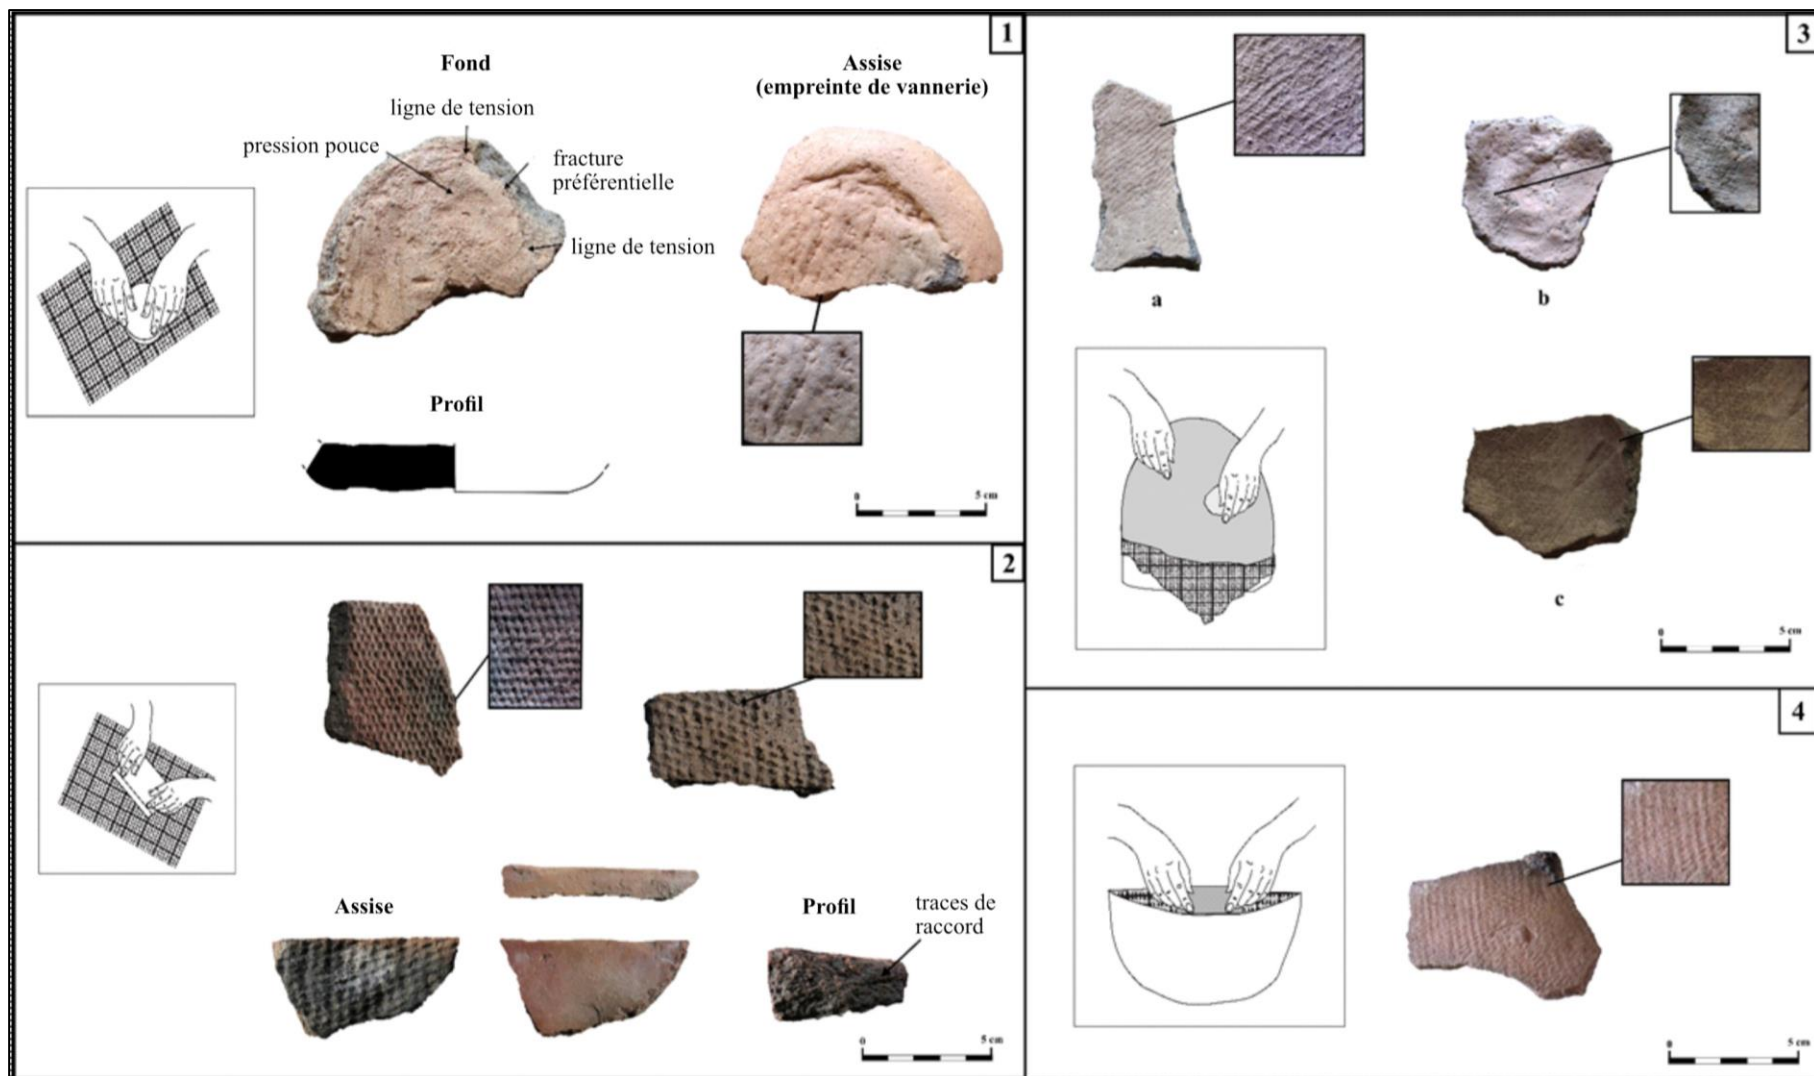 1
Fond
ligne de tension
pression pouce
fracture
préférentielle
ligne de tension
Assise
(empreinte de vannerie)
Profil
0
5 cm
2
Assise
Profil
traces de
raccord
0
5 cm
3
a
b
c
0
5 cm
4
0
5 cm